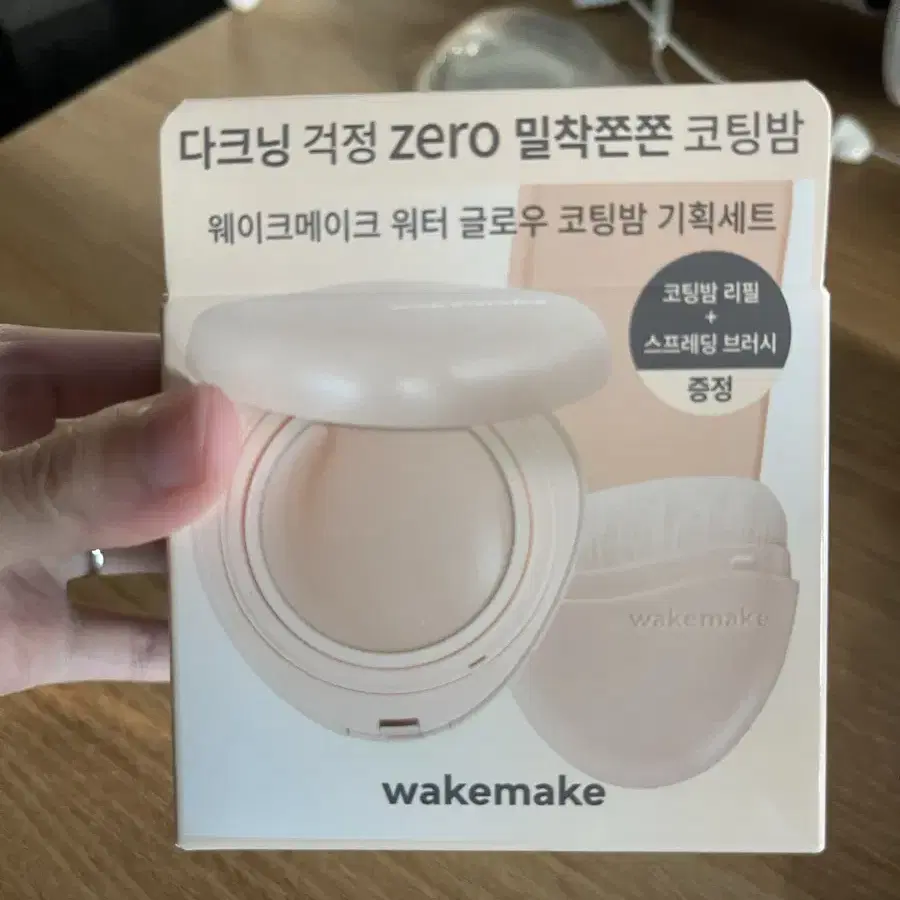 다크닝 걱정 zero 밀착쫀쫀 코팅밤
웨이크메이크 워터 글로우 코팅밤 기획세트
코팅밤 리필
+
스프레딩 브러시
증정
wakemake
wakemake